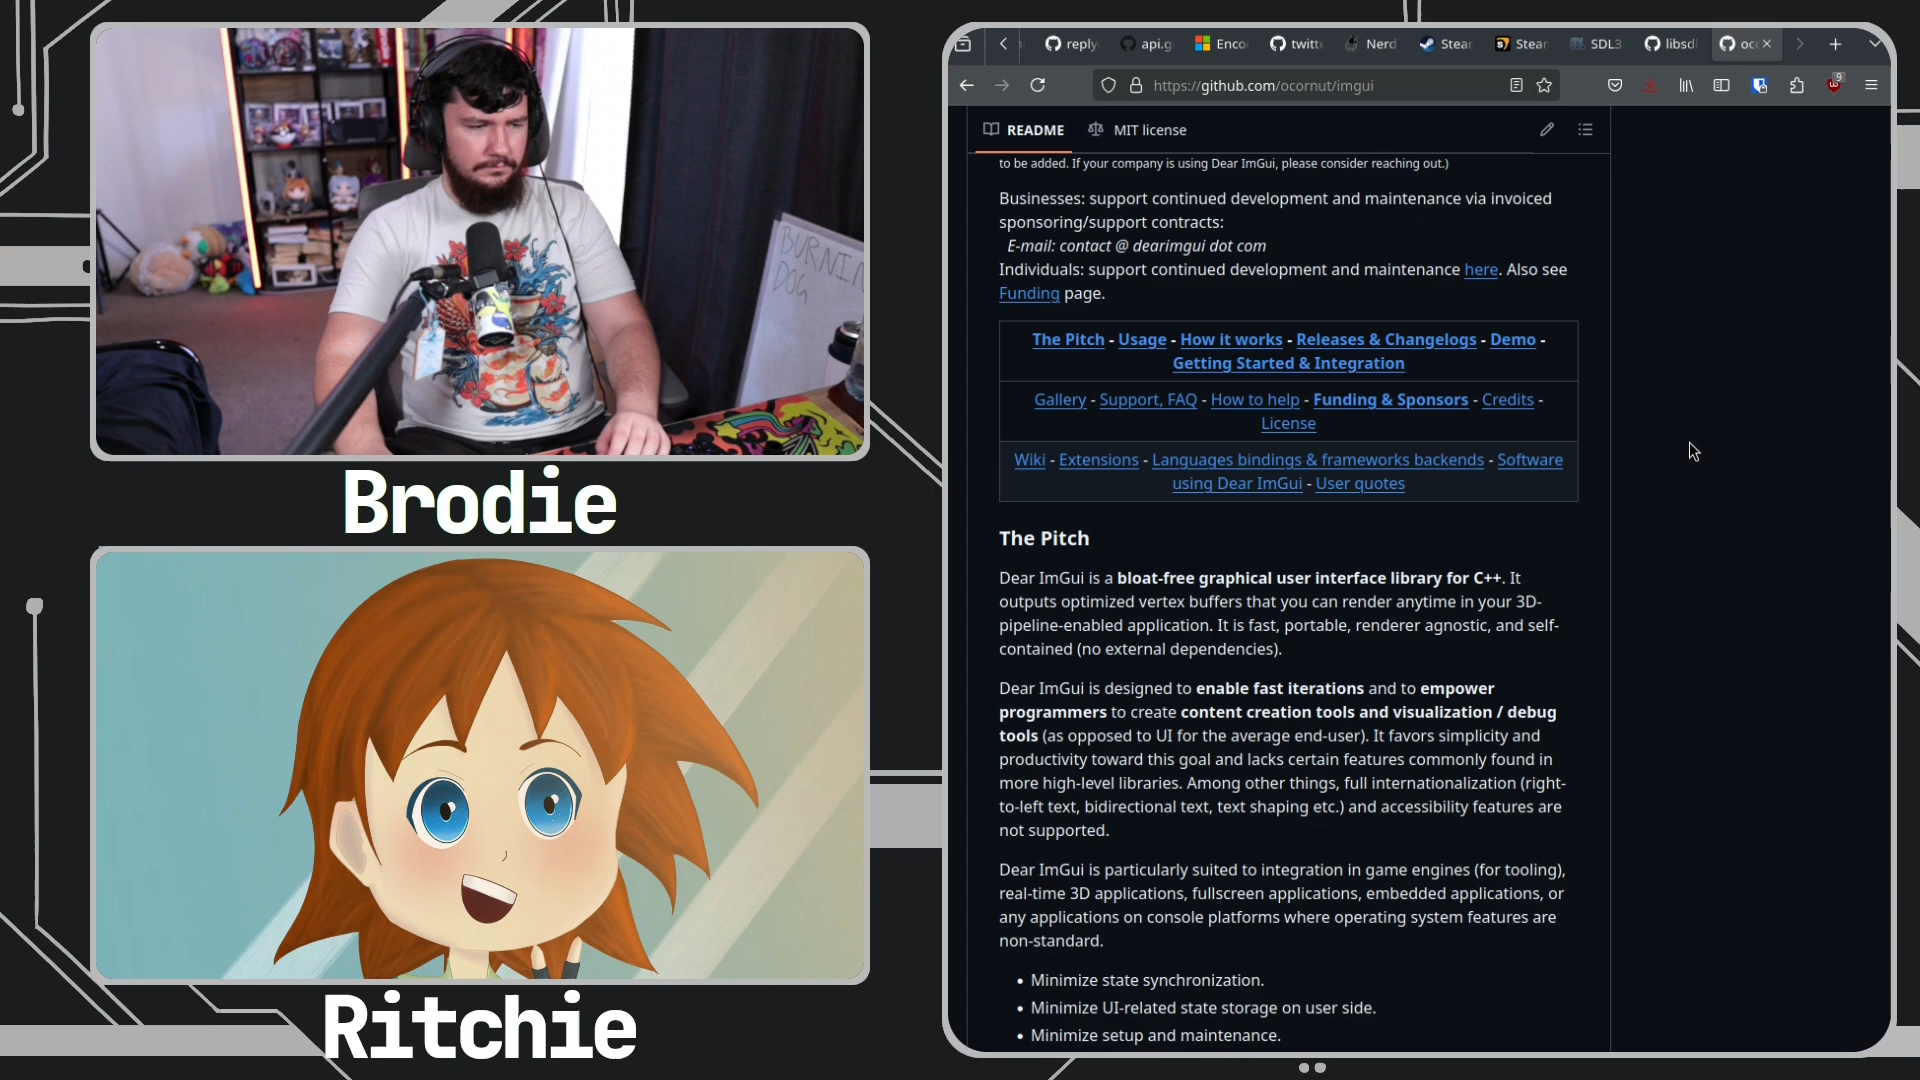 BURNIN
DOG
Brodie
Ritchie
reply
api.g
Enco
twitt
Nerd
Stear
Stear
SDL3
libsdl
oc
https://github.com/ocornut/imgui
9
README
MIT license
to be added. If your company is using Dear ImGui, please consider reaching out.)
Businesses: support continued development and maintenance via invoiced
sponsoring/support contracts:
E-mail: contact @ dearimgui dot com
Individuals: support continued development and maintenance here. Also see
Funding page.
The Pitch - Usage - How it works - Releases & Changelogs - Demo -
Getting Started & Integration
Gallery - Support, FAQ - How to help - Funding & Sponsors - Credits -
License
Wiki - Extensions - Languages bindings & frameworks backends - Software
using Dear ImGui - User quotes
The Pitch
Dear ImGui is a bloat-free graphical user interface library for C++. It
outputs optimized vertex buffers that you can render anytime in your 3D-
pipeline-enabled application. It is fast, portable, renderer agnostic, and self-
contained (no external dependencies).
Dear ImGui is designed to enable fast iterations and to empower
programmers to create content creation tools and visualization / debug
tools (as opposed to UI for the average end-user). It favors simplicity and
productivity toward this goal and lacks certain features commonly found in
more high-level libraries. Among other things, full internationalization (right-
to-left text, bidirectional text, text shaping etc.) and accessibility features are
not supported.
Dear ImGui is particularly suited to integration in game engines (for tooling),
real-time 3D applications, fullscreen applications, embedded applications, or
any applications on console platforms where operating system features are
non-standard.
• Minimize state synchronization.
• Minimize UI-related state storage on user side.
• Minimize setup and maintenance.